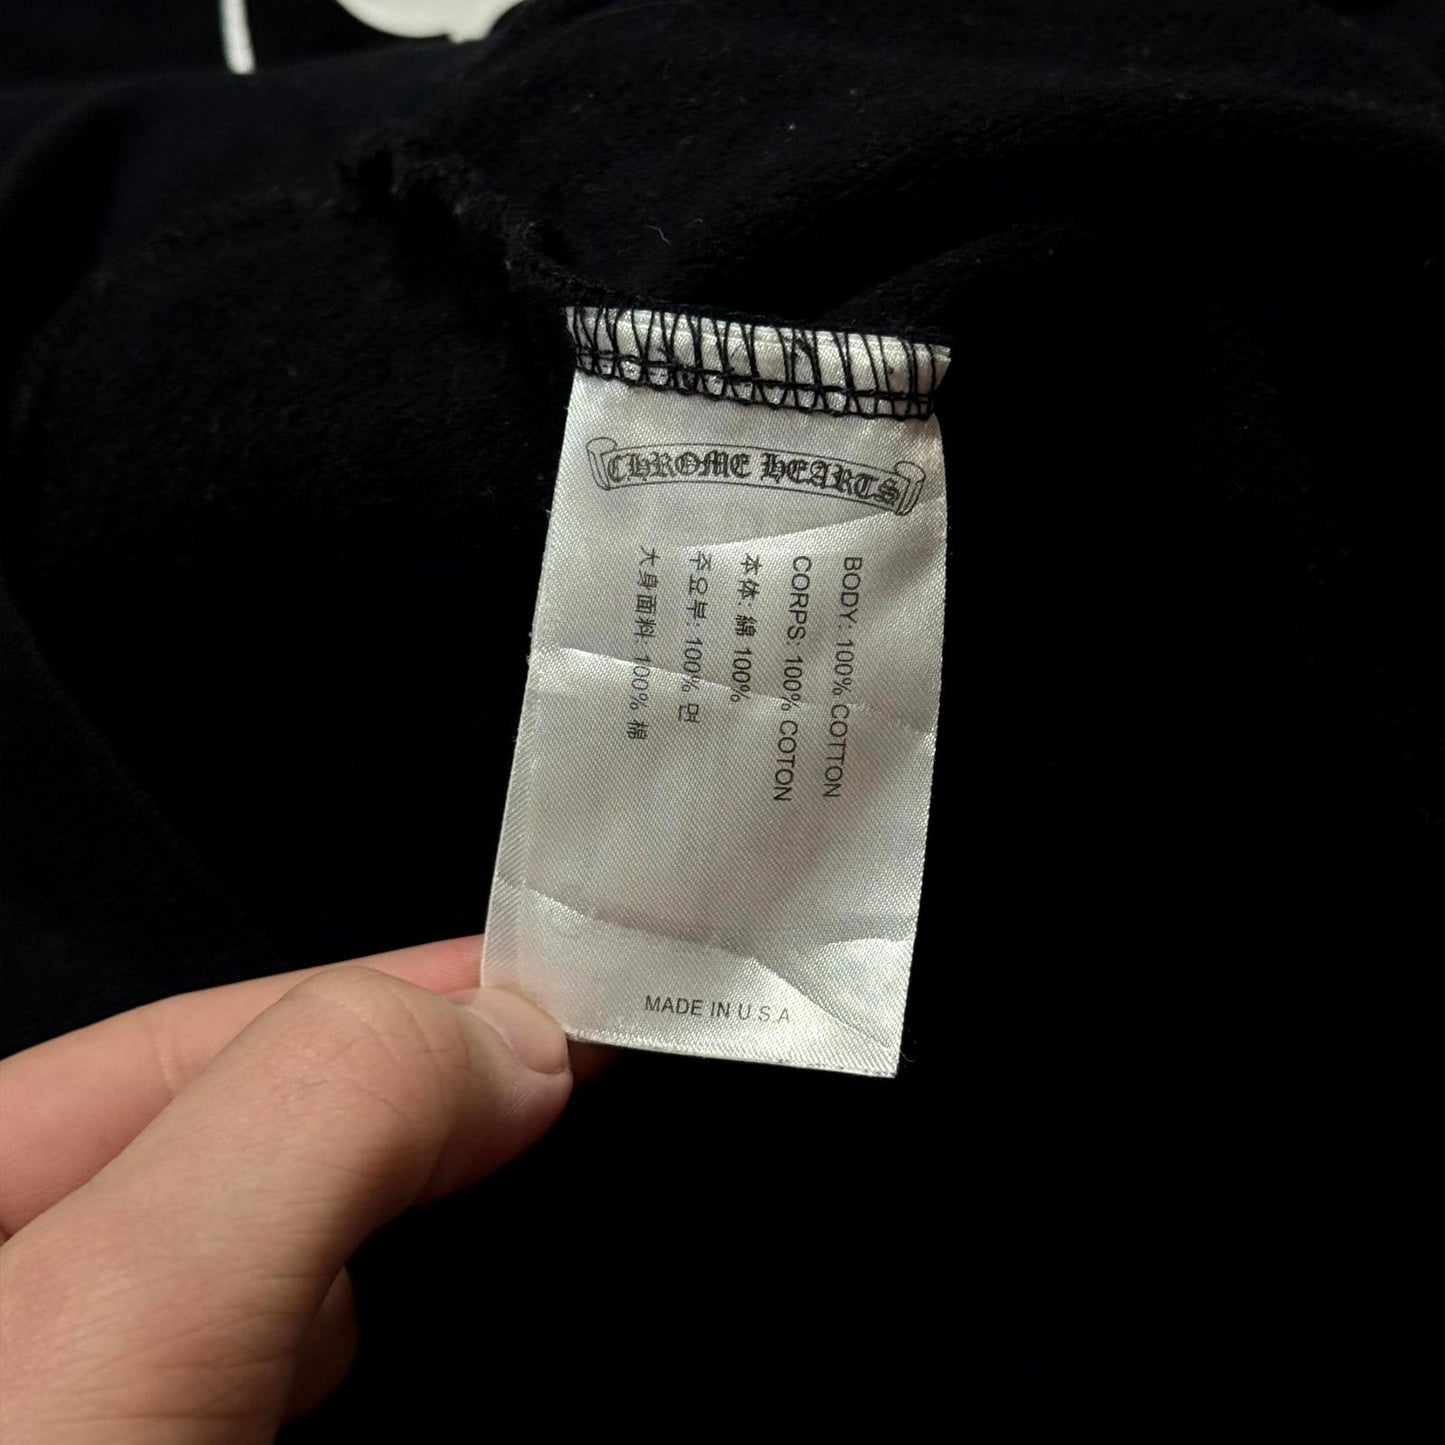 CHROME HEARTS
BODY: 100% COTTON
CORPS: 100% COTON
本体: 綿 100%
주요부: 100% 면
大身面料: 100% 棉
MADE IN U.S.A